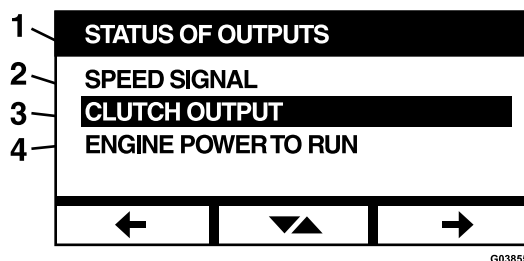 1
STATUS OF OUTPUTS
2
SPEED SIGNAL
3
CLUTCH OUTPUT
4
ENGINE POWER TO RUN